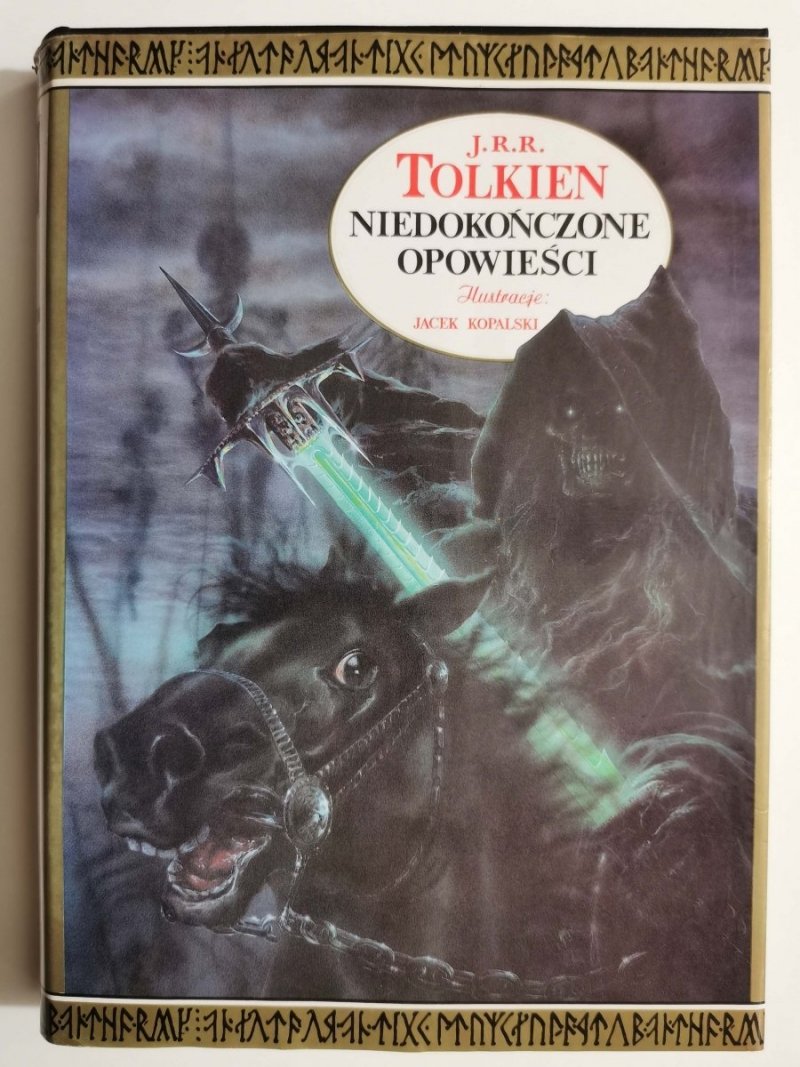 J.R.R.
TOLKIEN
NIEDOKOŃCZONE
OPOWIEŚCI
Ilustracje:
JACEK KOPALSKI